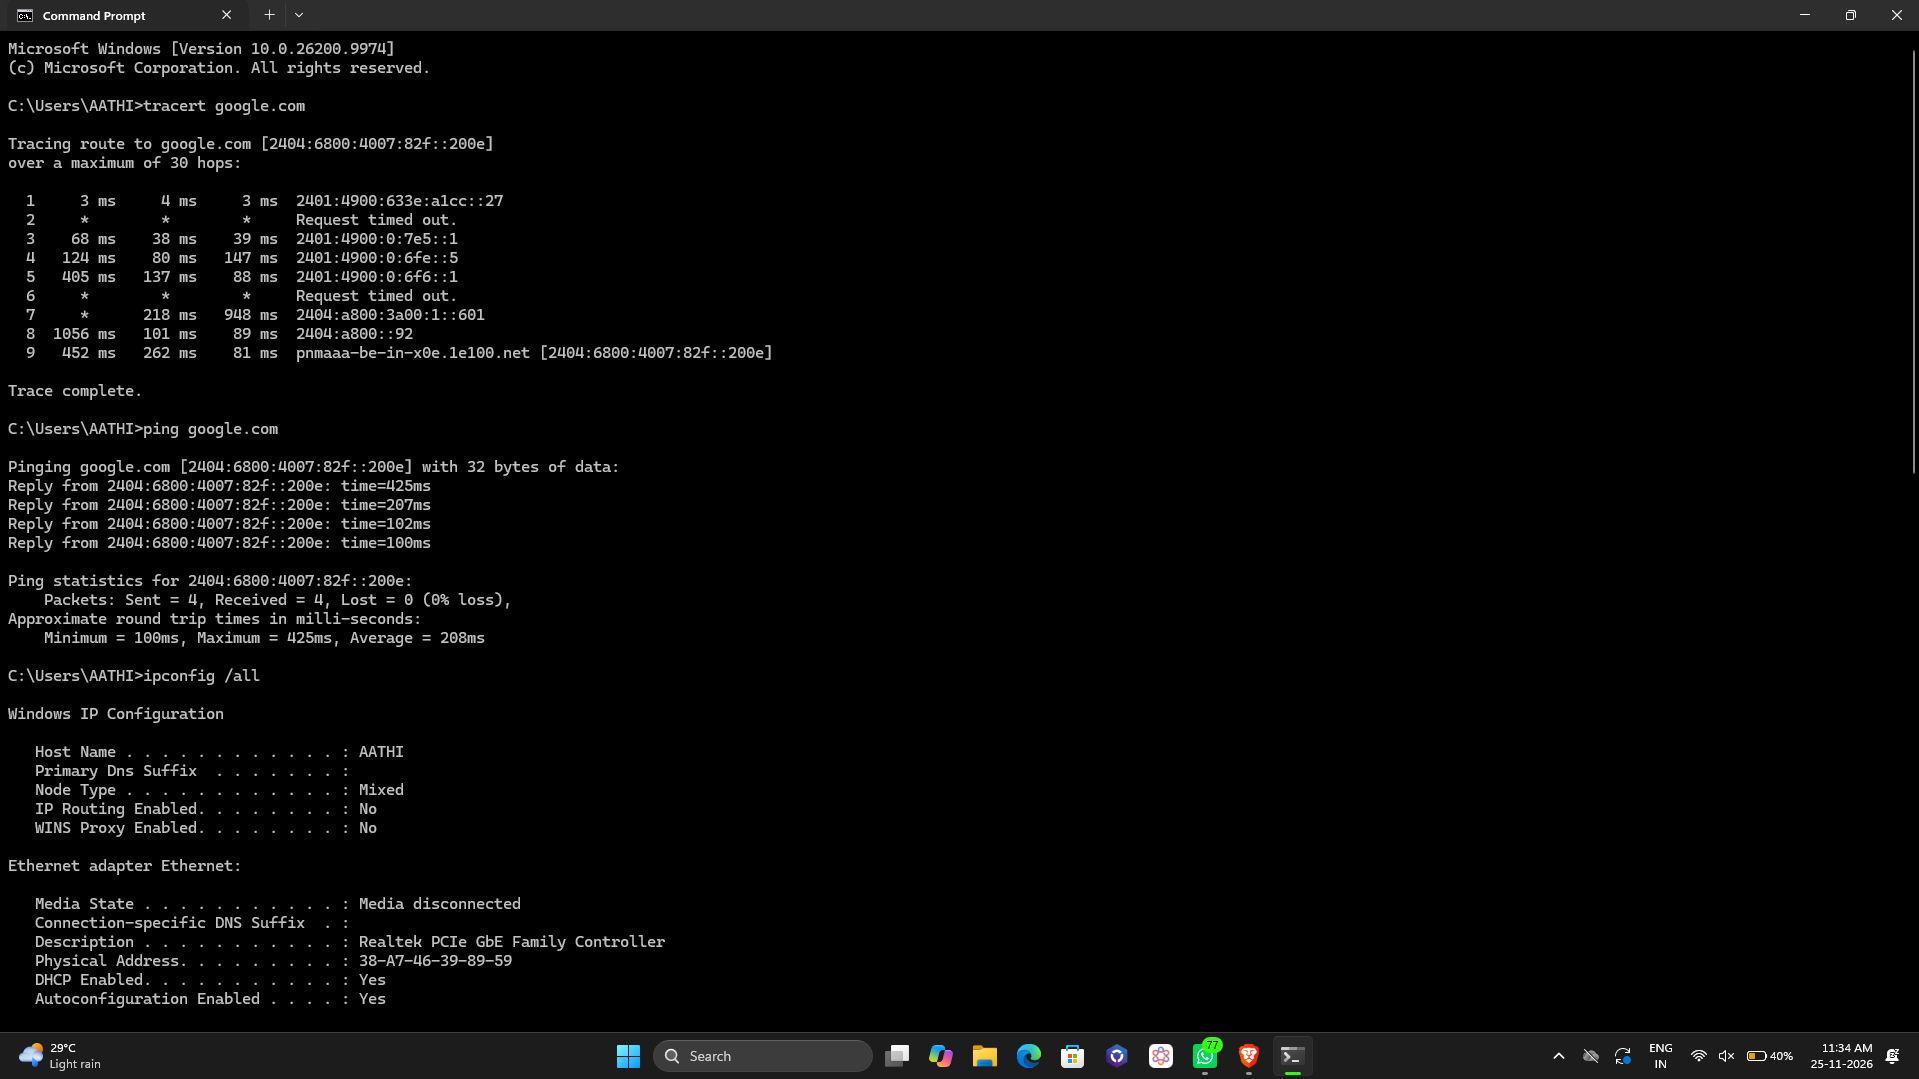 Command Prompt
Microsoft Windows [Version 10.0.26200.9974]
(c) Microsoft Corporation. All rights reserved.
C:\Users\AATHI>tracert google.com
Tracing route to google.com [2404:6800:4007:82f::200e]
over a maximum of 30 hops:
1 3 ms 4 ms 3 ms 2401:4900:633e:a1cc::27
2 * * * Request timed out.
3 68 ms 38 ms 39 ms 2401:4900:0:7e5::1
4 124 ms 80 ms 147 ms 2401:4900:0:6fe::5
5 405 ms 137 ms 88 ms 2401:4900:0:6f6::1
6 * * * Request timed out.
7 * 218 ms 948 ms 2404:a800:3a00:1::601
8 1056 ms 101 ms 89 ms 2404:a800::92
9 452 ms 262 ms 81 ms pnmaaa-be-in-x0e.1e100.net [2404:6800:4007:82f::200e]
Trace complete.
C:\Users\AATHI>ping google.com
Pinging google.com [2404:6800:4007:82f::200e] with 32 bytes of data:
Reply from 2404:6800:4007:82f::200e: time=425ms
Reply from 2404:6800:4007:82f::200e: time=207ms
Reply from 2404:6800:4007:82f::200e: time=102ms
Reply from 2404:6800:4007:82f::200e: time=100ms
Ping statistics for 2404:6800:4007:82f::200e:
Packets: Sent = 4, Received = 4, Lost = 0 (0% loss),
Approximate round trip times in milli-seconds:
Minimum = 100ms, Maximum = 425ms, Average = 208ms
C:\Users\AATHI>ipconfig /all
Windows IP Configuration
Host Name . . . . . . . . . . . . : AATHI
Primary Dns Suffix . . . . . . . :
Node Type . . . . . . . . . . . . : Mixed
IP Routing Enabled. . . . . . . . : No
WINS Proxy Enabled. . . . . . . . : No
Ethernet adapter Ethernet:
Media State . . . . . . . . . . . : Media disconnected
Connection-specific DNS Suffix . :
Description . . . . . . . . . . . : Realtek PCIe GbE Family Controller
Physical Address. . . . . . . . . : 38-A7-46-39-89-59
DHCP Enabled. . . . . . . . . . . : Yes
Autoconfiguration Enabled . . . . : Yes
29°C
Light rain
Search
77
ENG
IN
40%
11:34 AM
25-11-2026